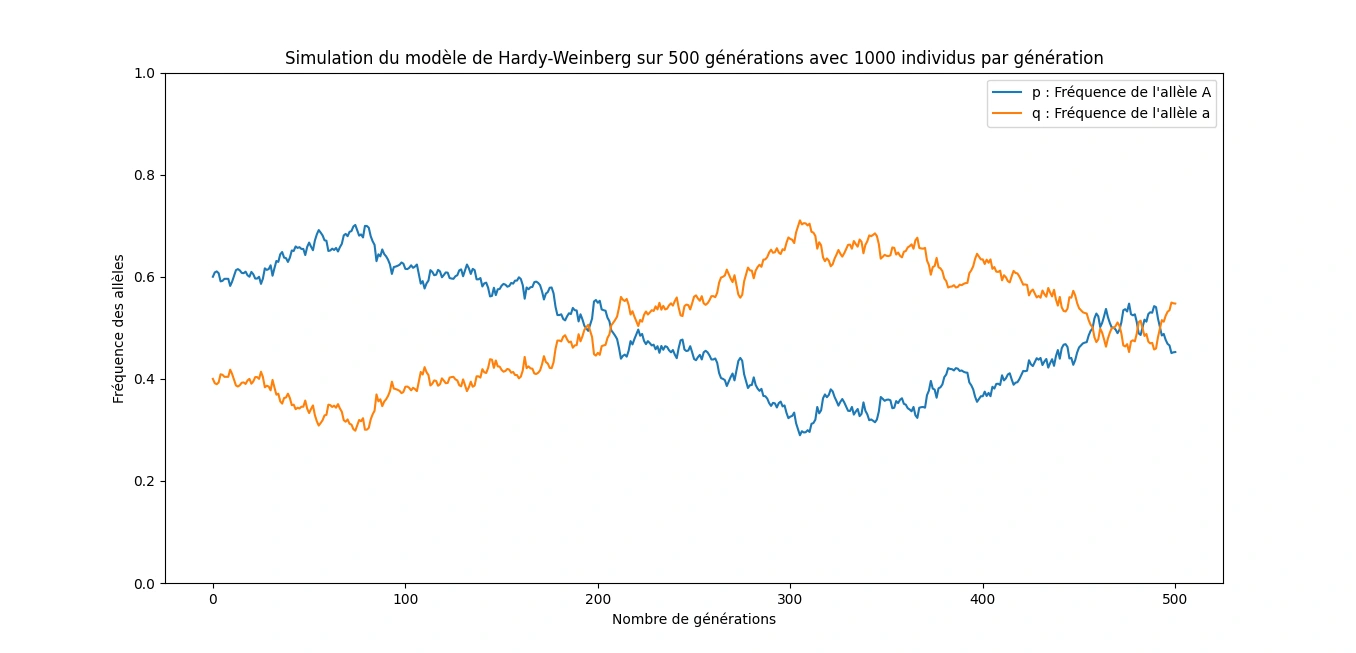 Simulation du modèle de Hardy-Weinberg sur 500 générations avec 1000 individus par génération
1.0
p : Fréquence de l'allèle A
q : Fréquence de l'allèle a
0.8
0.6
Fréquence des allèles
0.4
0.2
0.0
0 100 200 300 400 500
Nombre de générations